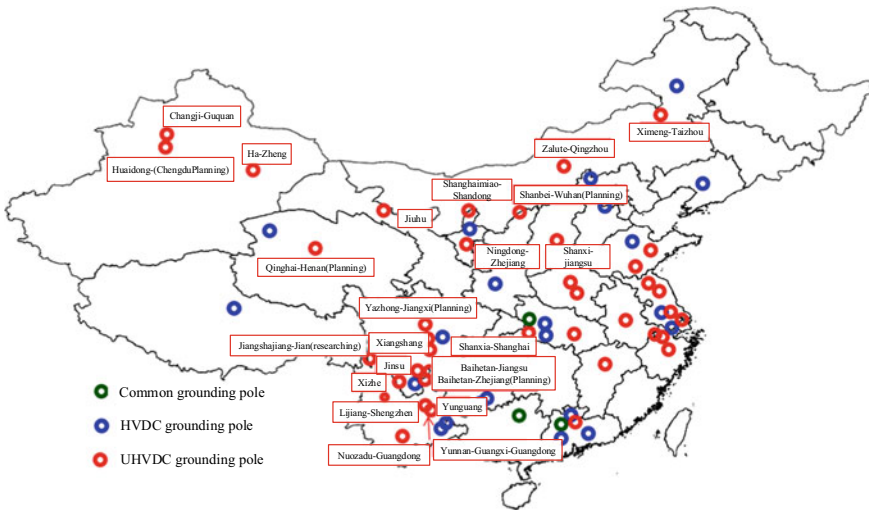 Changji-Guquan
Ha-Zheng
Huaidong-(ChengduPlanning)
Ximeng-Taizhou
Zalute-Qingzhou
Shanghaimiao-
Shandong
Shanbei-Wuhan(Planning)
Jiuhu
Qinghai-Henan(Planning)
Ningdong-
Zhejiang
Shanxi-
jiangsu
Yazhong-Jiangxi(Planning)
Jiangshajiang-Jian(researching)
Xiangshang
Shanxia-Shanghai
Jinsu
Baihetan-Jiangsu
Baihetan-Zhejiang(Planning)
Xizhe
Lijiang-Shengzhen
Yunguang
Nuozadu-Guangdong
Yunnan-Guangxi-Guangdong
Common grounding pole
HVDC grounding pole
UHVDC grounding pole